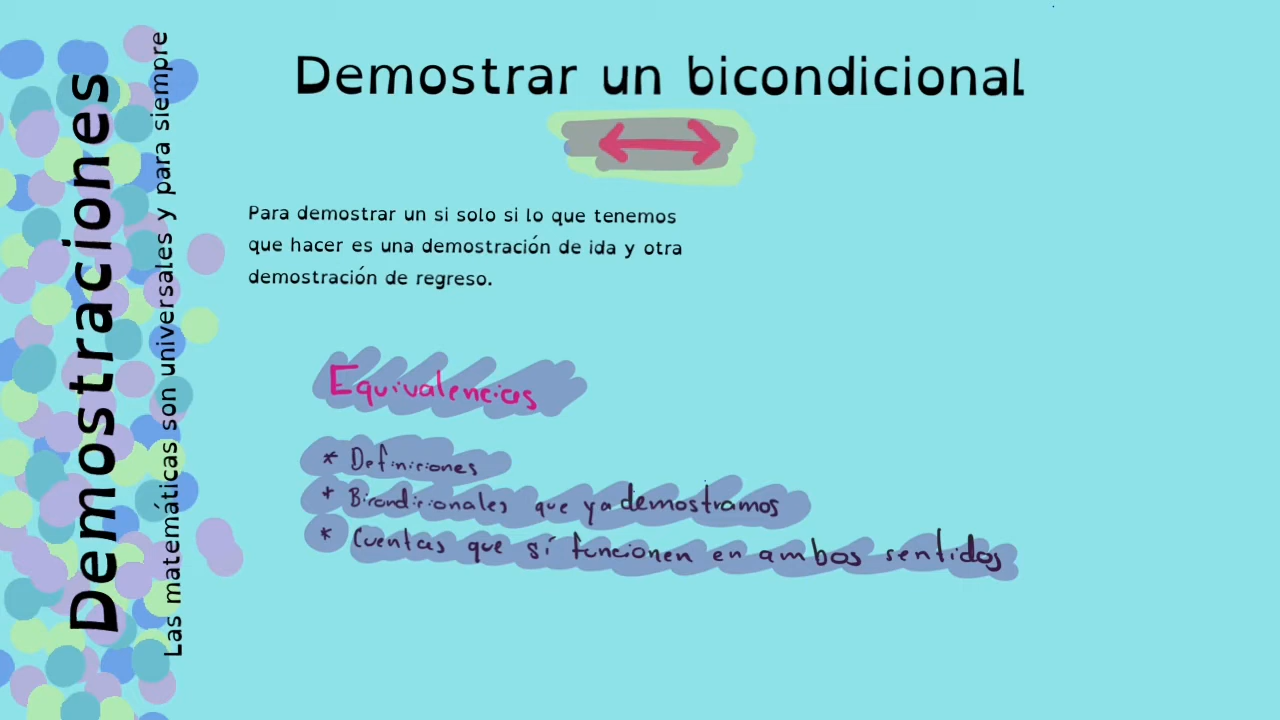 Demostraciones
Las matemáticas son universales y para siempre
Demostrar un bicondicional
Para demostrar un si solo si lo que tenemos
que hacer es una demostración de ida y otra
demostración de regreso.
Equivalencias
* Definiciones
* Bicondicionales que ya demostramos
* Cuentas que sí funcionen en ambos sentidos